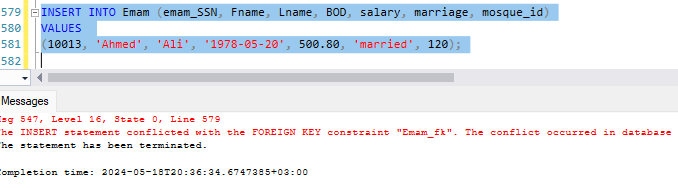 579 INSERT INTO Emam (emam_SSN, Fname, Lname, BOD, salary, marriage, mosque_id)
580 VALUES
581 (10013, 'Ahmed', 'Ali', '1978-05-20', 500.80, 'married', 120);
582
Messages
sg 547, Level 16, State 0, Line 579
he INSERT statement conflicted with the FOREIGN KEY constraint "Emam_fk". The conflict occurred in database
he statement has been terminated.
ompletion time: 2024-05-18T20:36:34.6747385+03:00